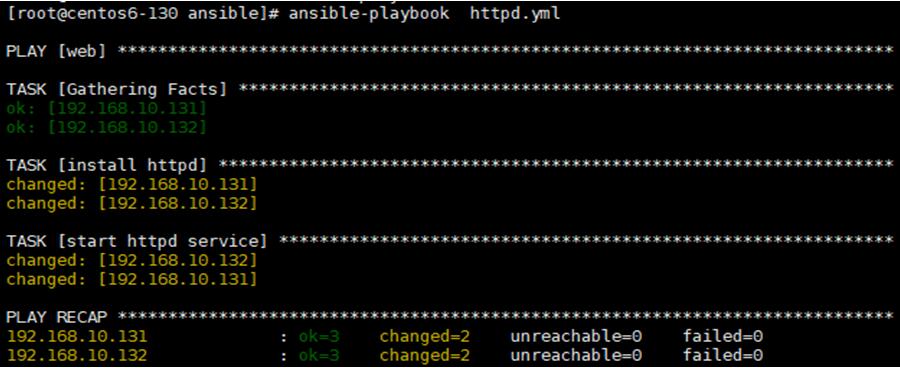 [root@centos6-130 ansible]# ansible-playbook  httpd.yml
PLAY [web] *****************************************************************************
TASK [Gathering Facts] *****************************************************************
ok: [192.168.10.131]
ok: [192.168.10.132]
TASK [install httpd] *******************************************************************
changed: [192.168.10.131]
changed: [192.168.10.132]
TASK [start httpd service] *************************************************************
changed: [192.168.10.132]
changed: [192.168.10.131]
PLAY RECAP *****************************************************************************
192.168.10.131             : ok=3    changed=2    unreachable=0    failed=0
192.168.10.132             : ok=3    changed=2    unreachable=0    failed=0